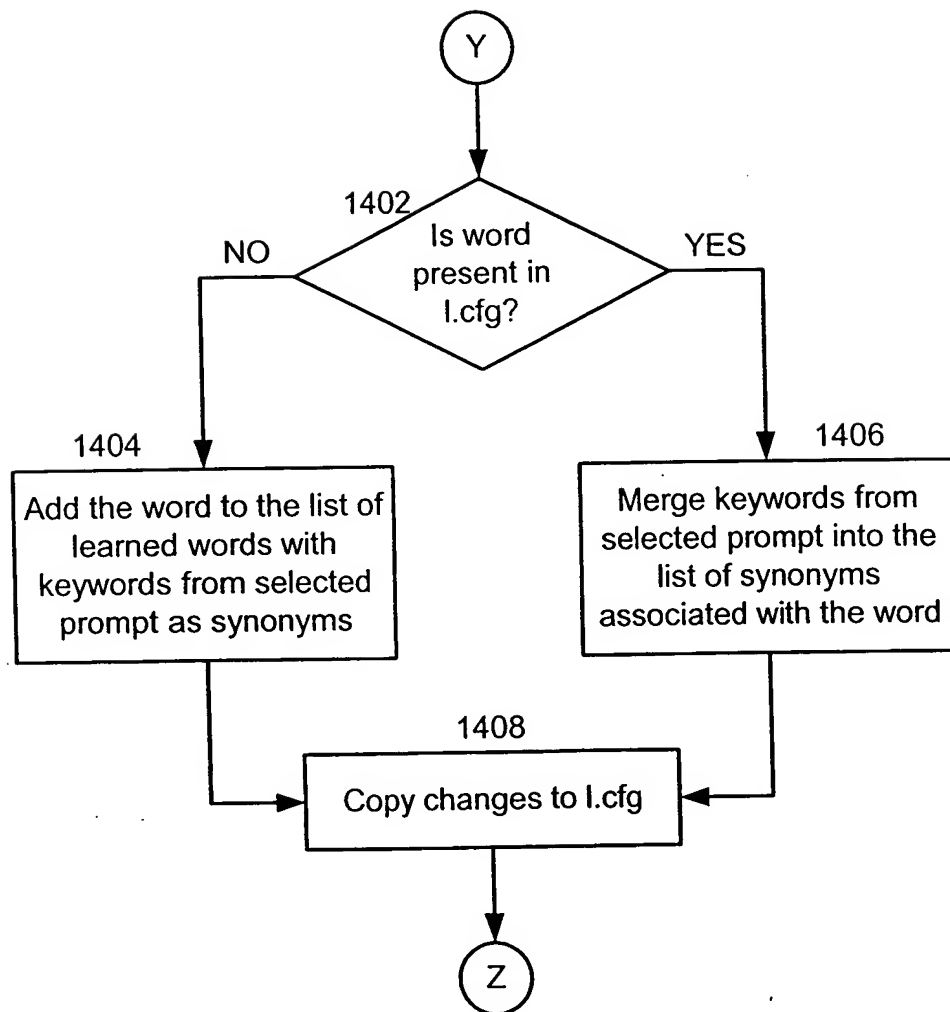 Y
1402
Is word
present in
l.cfg?
NO
YES
1404
Add the word to the list of
learned words with
keywords from selected
prompt as synonyms
1406
Merge keywords from
selected prompt into the
list of synonyms
associated with the word
1408
Copy changes to l.cfg
Z